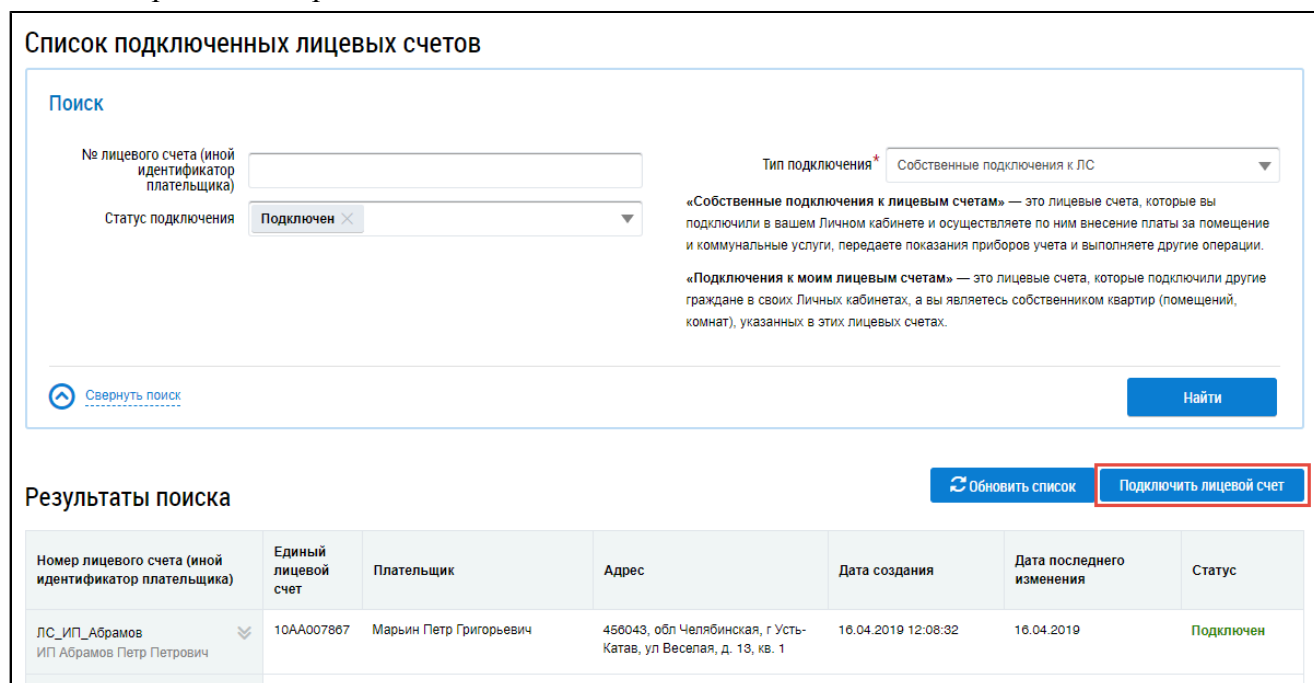 Список подключенных лицевых счетов
Поиск
№ лицевого счета (иной
идентификатор
плательщика)
Тип подключения*
Собственные подключения к ЛС
Статус подключения
Подключен
«Собственные подключения к лицевым счетам» — это лицевые счета, которые вы
подключили в вашем Личном кабинете и осуществляете по ним внесение платы за помещение
и коммунальные услуги, передаете показания приборов учета и выполняете другие операции.
«Подключения к моим лицевым счетам» — это лицевые счета, которые подключили другие
граждане в своих Личных кабинетах, а вы являетесь собственником квартир (помещений,
комнат), указанных в этих лицевых счетах.
Свернуть поиск
Найти
Результаты поиска
Обновить список
Подключить лицевой счет
Номер лицевого счета (иной
идентификатор плательщика)
Единый
лицевой
счет
Плательщик
Адрес
Дата создания
Дата последнего
изменения
Статус
ЛС_ИП_Абрамов
ИП Абрамов Петр Петрович
10АА007867
Марьин Петр Григорьевич
456043, обл Челябинская, г Усть-
Катав, ул Веселая, д. 13, кв. 1
16.04.2019 12:08:32
16.04.2019
Подключен